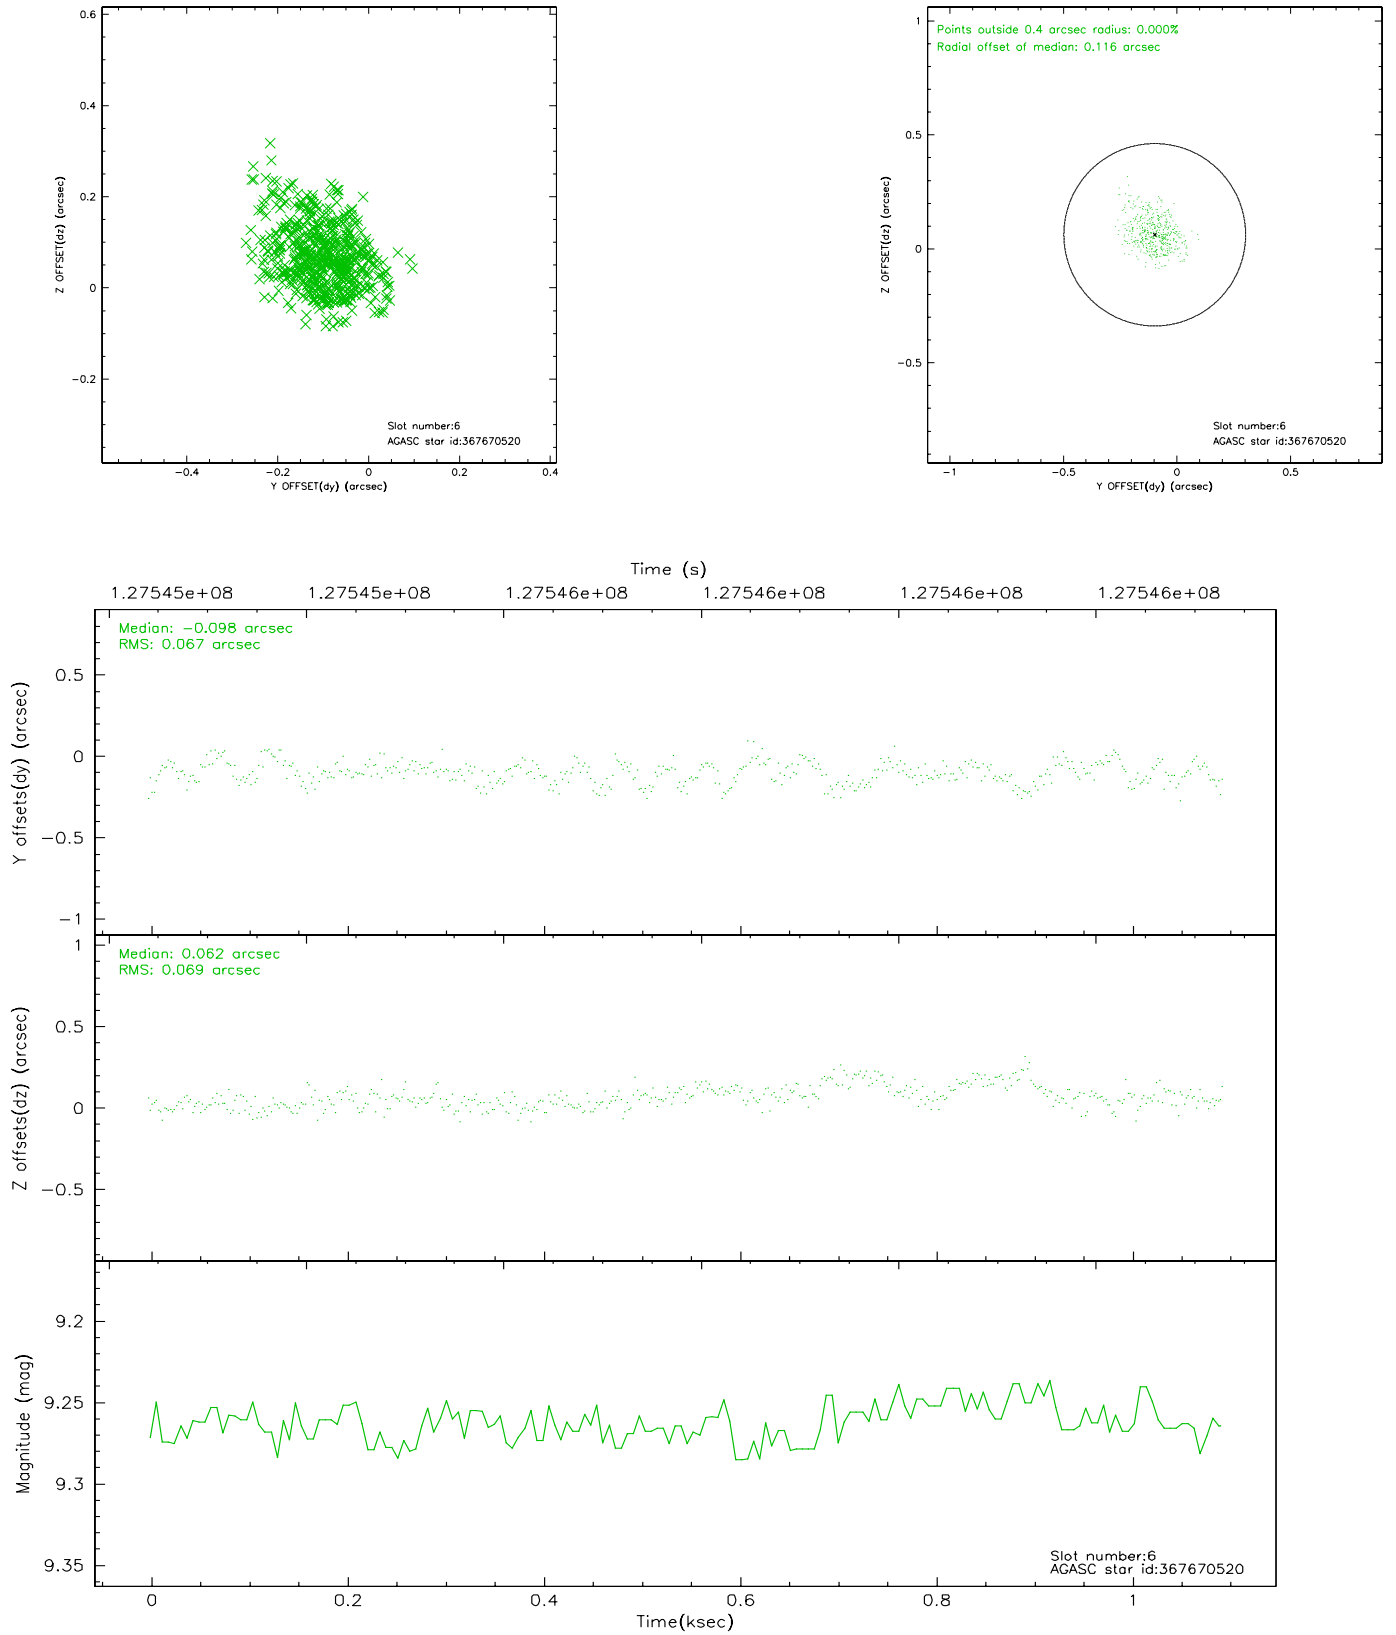 0.6
0.4
0.2
0
−0.2
Z OFFSET(dz) (arcsec)
−0.4 −0.2 0 0.2 0.4
Y OFFSET(dy) (arcsec)
Slot number:6
AGASC star id:367670520
Points outside 0.4 arcsec radius: 0.000%
Radial offset of median: 0.116 arcsec
1
0.5
0
−0.5
Z OFFSET(dz) (arcsec)
−1 −0.5 0 0.5
Y OFFSET(dy) (arcsec)
Slot number:6
AGASC star id:367670520
Time (s)
1.27545e+08 1.27545e+08 1.27546e+08 1.27546e+08 1.27546e+08 1.27546e+08
Median: −0.098 arcsec
RMS: 0.067 arcsec
0.5
0
−0.5
−1
Y offsets(dy) (arcsec)
Median: 0.062 arcsec
RMS: 0.069 arcsec
1
0.5
0
−0.5
Z offsets(dz) (arcsec)
9.2
9.25
9.3
9.35
Magnitude (mag)
Slot number:6
AGASC star id:367670520
0 0.2 0.4 0.6 0.8 1
Time(ksec)